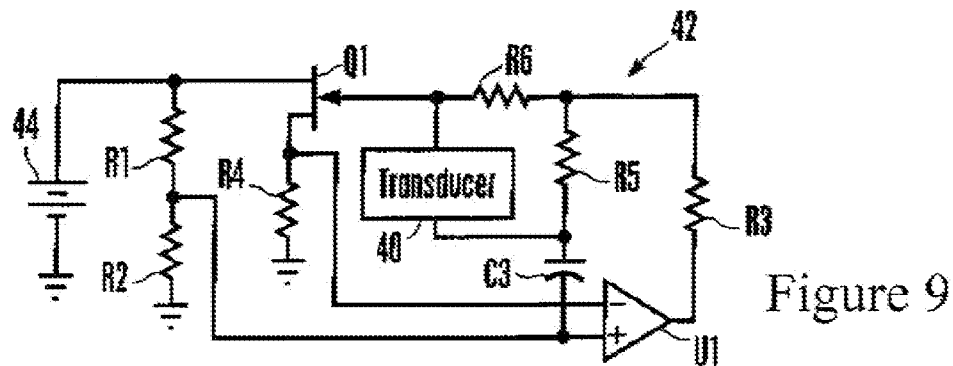 42
Q1
R6
44
R1
R4
Transducer
R5
R3
40
R2
C3
−
+
U1
Figure 9